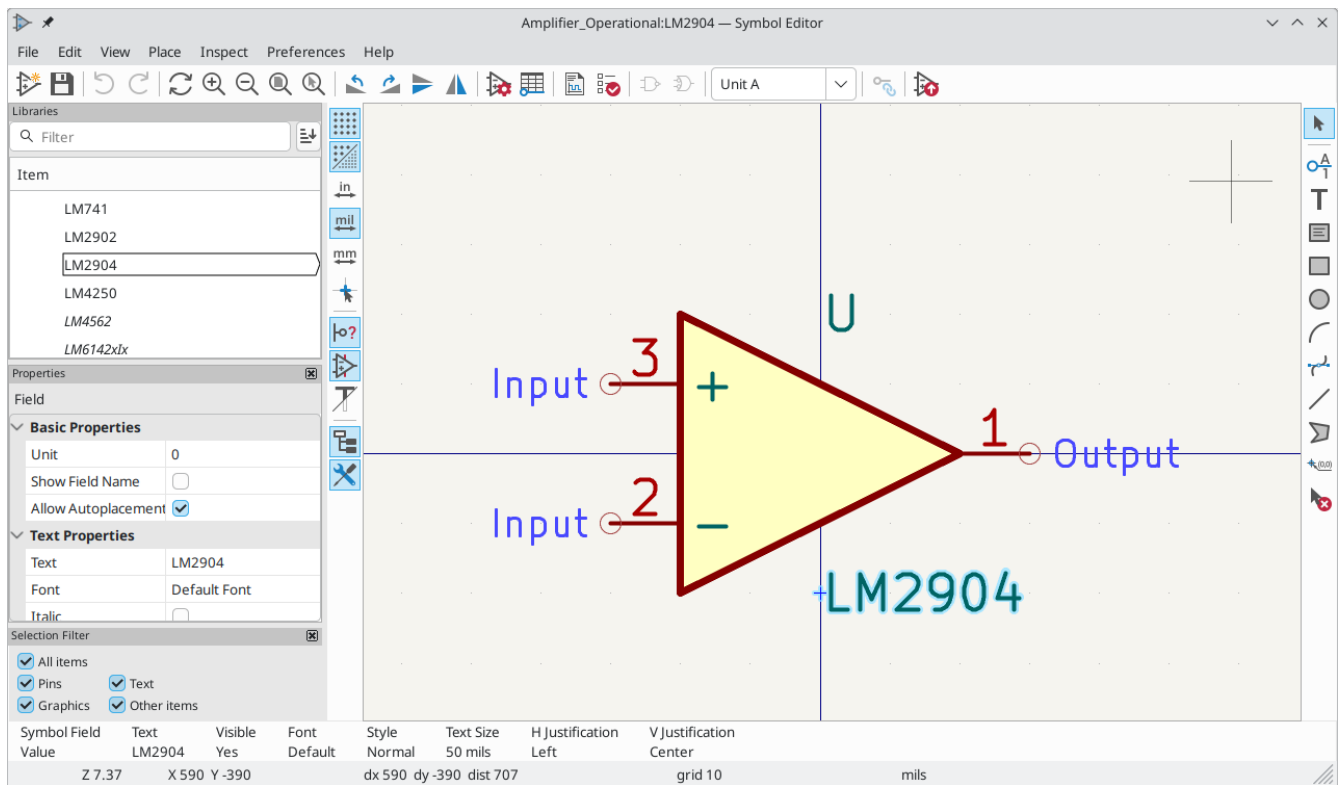 Amplifier_Operational:LM2904 — Symbol Editor
File Edit View Place Inspect Preferences Help
Unit A
Libraries
Filter
Item
LM741
LM2902
LM2904
LM4250
LM4562
LM6142xIx
Properties
Field
Basic Properties
Unit 0
Show Field Name
Allow Autoplacement
Text Properties
Text LM2904
Font Default Font
Italic
Selection Filter
All items
Pins Text
Graphics Other items
in
mil
mm
?
U
3
Input +
1
Output
2
Input −
LM2904
A
1
T
(0,0)
Symbol Field Text Visible Font Style Text Size H Justification V Justification
Value LM2904 Yes Default Normal 50 mils Left Center
Z 7.37 X 590 Y -390 dx 590 dy -390 dist 707 grid 10 mils